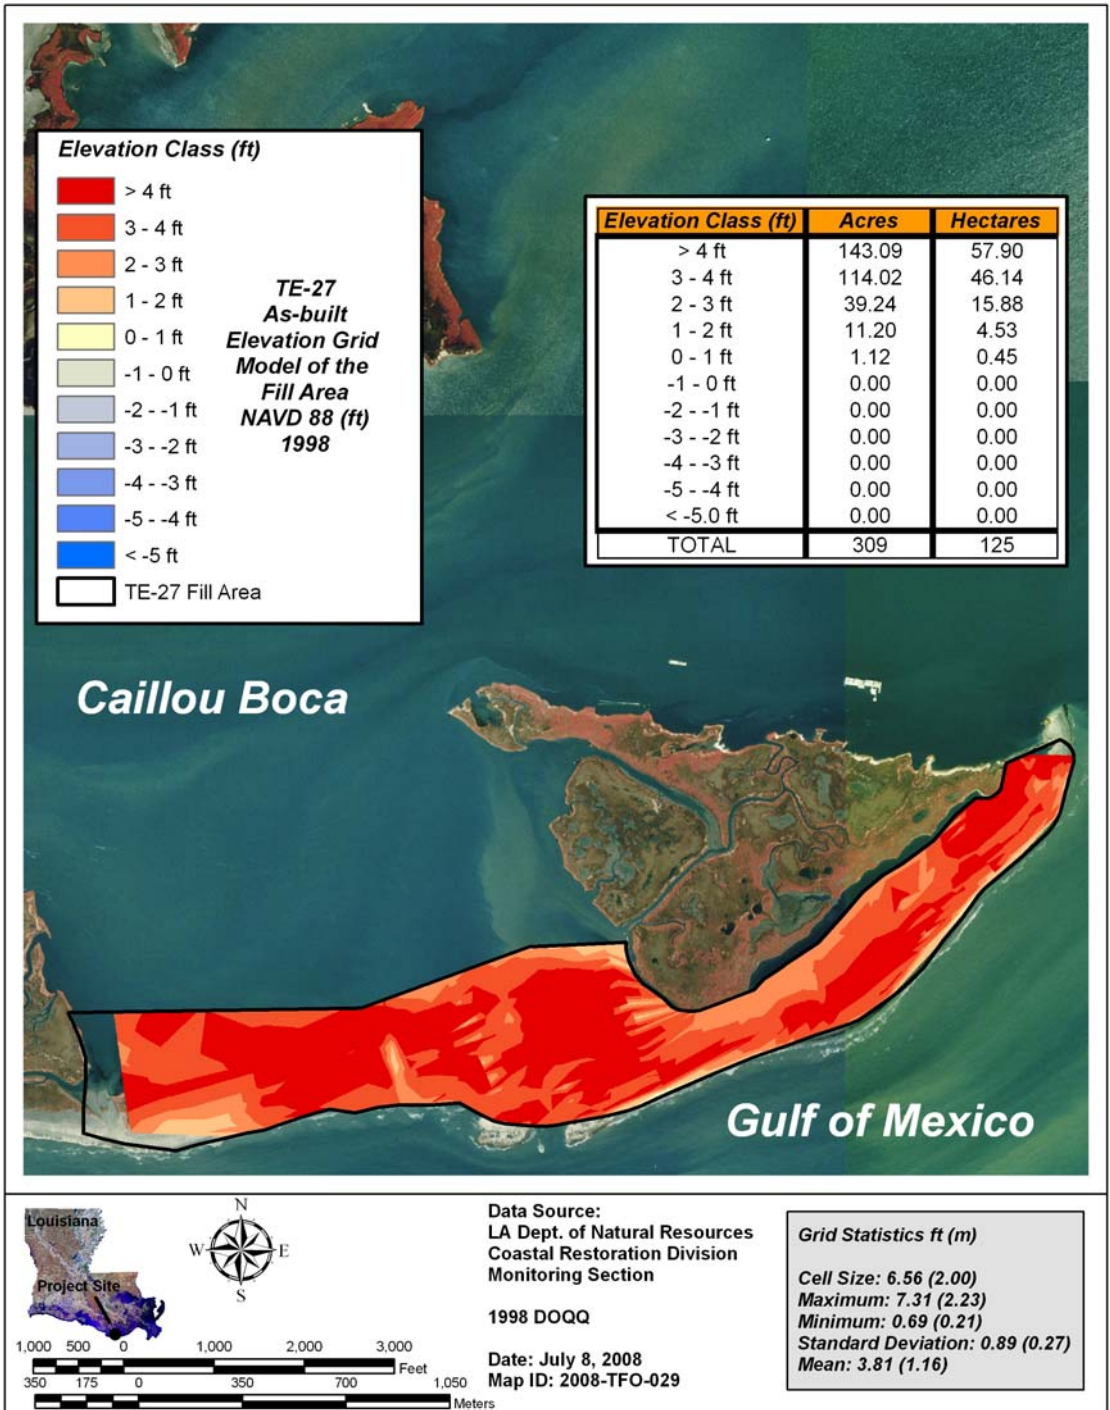 Elevation Class (ft)
> 4 ft
3 - 4 ft
2 - 3 ft
1 - 2 ft
0 - 1 ft
-1 - 0 ft
-2 - -1 ft
-3 - -2 ft
-4 - -3 ft
-5 - -4 ft
< -5 ft
TE-27 Fill Area
TE-27
As-built
Elevation Grid
Model of the
Fill Area
NAVD 88 (ft)
1998
Elevation Class (ft) Acres Hectares
> 4 ft 143.09 57.90
3 - 4 ft 114.02 46.14
2 - 3 ft 39.24 15.88
1 - 2 ft 11.20 4.53
0 - 1 ft 1.12 0.45
-1 - 0 ft 0.00 0.00
-2 - -1 ft 0.00 0.00
-3 - -2 ft 0.00 0.00
-4 - -3 ft 0.00 0.00
-5 - -4 ft 0.00 0.00
< -5.0 ft 0.00 0.00
TOTAL 309 125
Caillou Boca
Gulf of Mexico
Louisiana
Project Site
N
W E
S
1,000 500 0 1,000 2,000 3,000
Feet
350 175 0 350 700 1,050
Meters
Data Source:
LA Dept. of Natural Resources
Coastal Restoration Division
Monitoring Section
1998 DOQQ
Date: July 8, 2008
Map ID: 2008-TFO-029
Grid Statistics ft (m)
Cell Size: 6.56 (2.00)
Maximum: 7.31 (2.23)
Minimum: 0.69 (0.21)
Standard Deviation: 0.89 (0.27)
Mean: 3.81 (1.16)